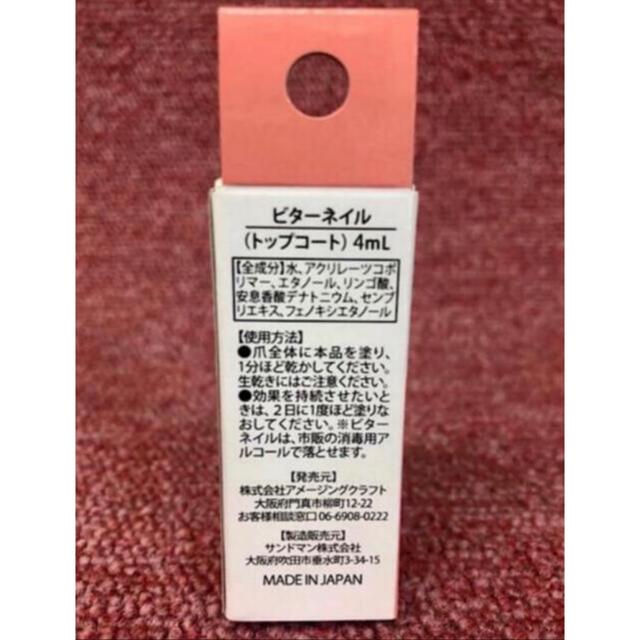 ビターネイル
(トップコート) 4mL
【全成分】水、アクリレーツコポ
リマー、エタノール、リンゴ酸、
安息香酸デナトニウム、センブ
リエキス、フェノキシエタノール
【使用方法】
●爪全体に本品を塗り、
1分ほど乾かしてください。
生乾きにはご注意ください。
●効果を持続させたいと
きは、2日に1度ほど塗りな
おしてください。※ビター
ネイルは、市販の消毒用ア
ルコールで落とせます。
【発売元】
株式会社アメージングクラフト
大阪府門真市柳町12-22
お客様相談窓口06-6908-0222
【製造販売元】
サンドマン株式会社
大阪府吹田市垂水町3-34-15
MADE IN JAPAN